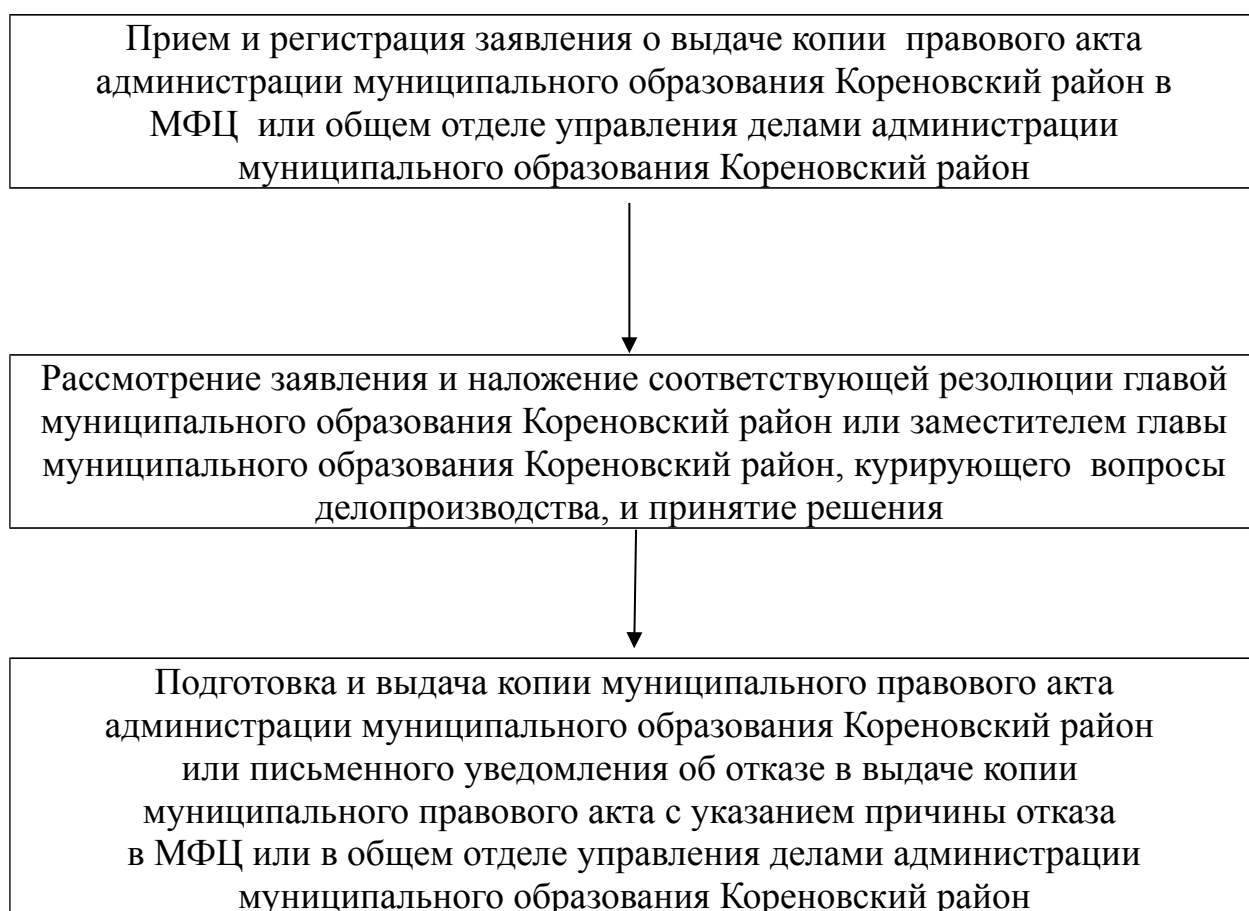 Прием и регистрация заявления о выдаче копии правового акта
администрации муниципального образования Кореновский район в
МФЦ или общем отделе управления делами администрации
муниципального образования Кореновский район
Рассмотрение заявления и наложение соответствующей резолюции главой
муниципального образования Кореновский район или заместителем главы
муниципального образования Кореновский район, курирующего вопросы
делопроизводства, и принятие решения
Подготовка и выдача копии муниципального правового акта
администрации муниципального образования Кореновский район
или письменного уведомления об отказе в выдаче копии
муниципального правового акта с указанием причины отказа
в МФЦ или в общем отделе управления делами администрации
муниципального образования Кореновский район